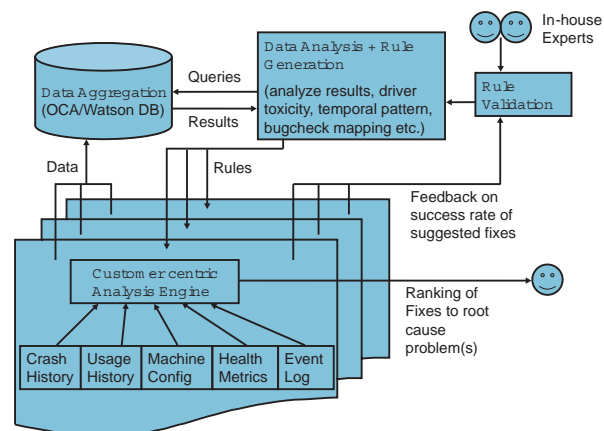 In-house
Experts
Data Analysis + Rule
Generation
(analyze results, driver
toxicity, temporal pattern,
bugcheck mapping etc.)
Queries
Results
Data Aggregation
(OCA/Watson DB)
Rule
Validation
Data
Rules
Feedback on
success rate of
suggested fixes
Customer centric
Analysis Engine
Ranking of
Fixes to root
cause
problem(s)
Crash
History
Usage
History
Machine
Config
Health
Metrics
Event
Log